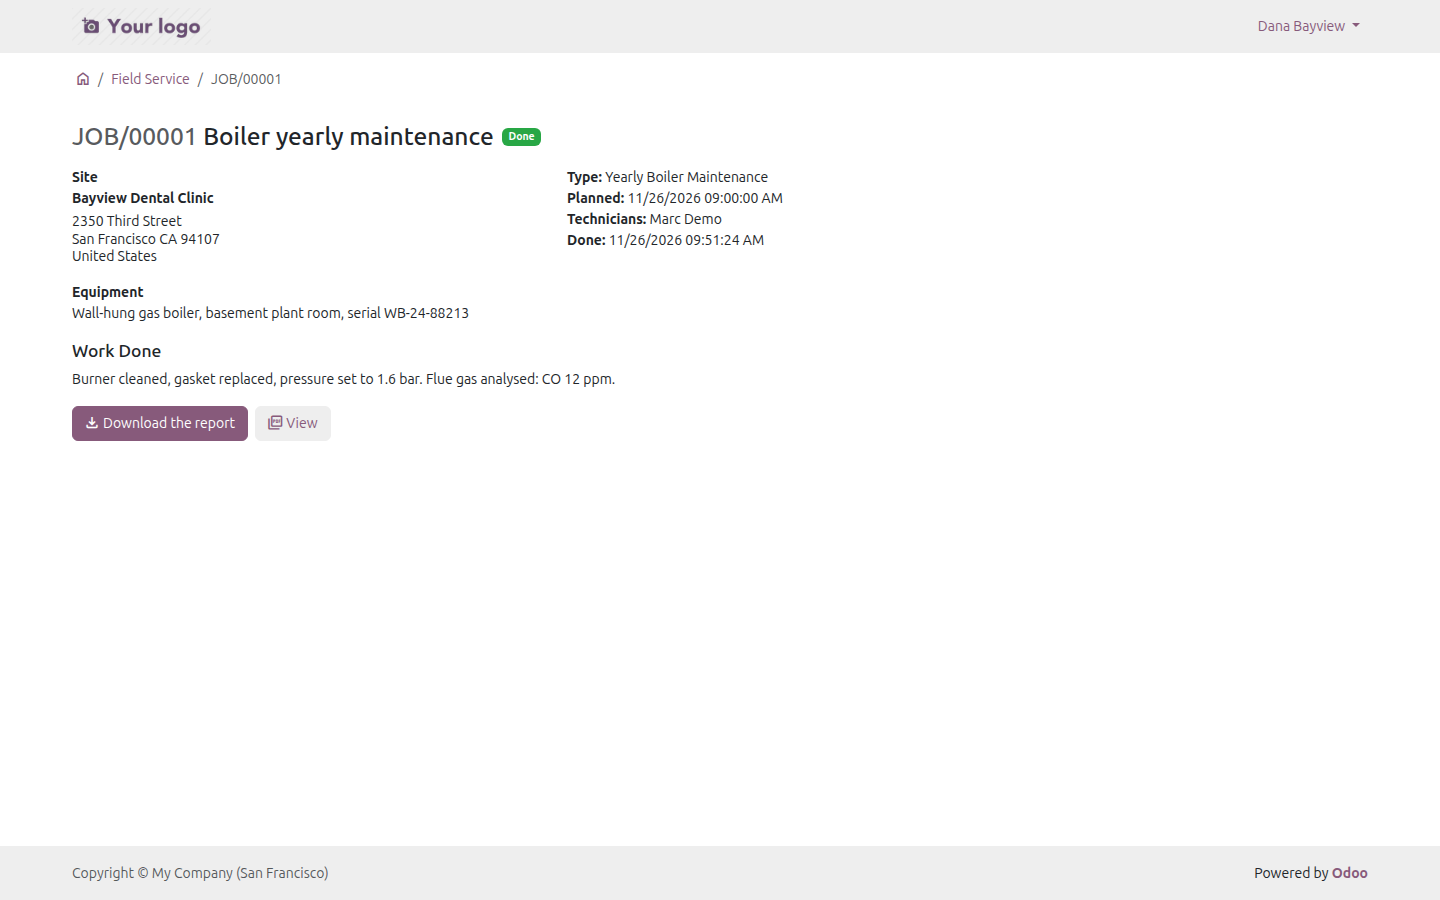 Your logo
Dana Bayview
/ Field Service / JOB/00001
JOB/00001 Boiler yearly maintenance Done
Site
Bayview Dental Clinic
2350 Third Street
San Francisco CA 94107
United States
Type: Yearly Boiler Maintenance
Planned: 11/26/2026 09:00:00 AM
Technicians: Marc Demo
Done: 11/26/2026 09:51:24 AM
Equipment
Wall-hung gas boiler, basement plant room, serial WB-24-88213
Work Done
Burner cleaned, gasket replaced, pressure set to 1.6 bar. Flue gas analysed: CO 12 ppm.
Download the report
View
Copyright © My Company (San Francisco)
Powered by Odoo